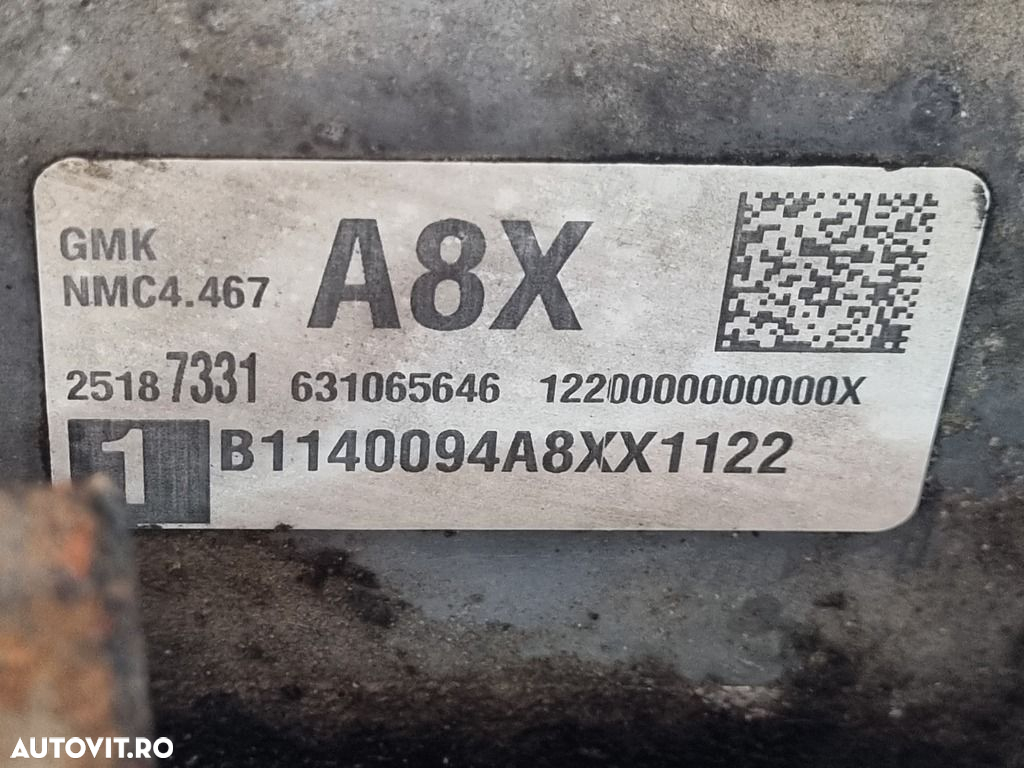 GMK
NMC4.467
A8X
25187331 631065646 1220000000000X
1 B1140094A8XX1122
AUTOVIT.RO